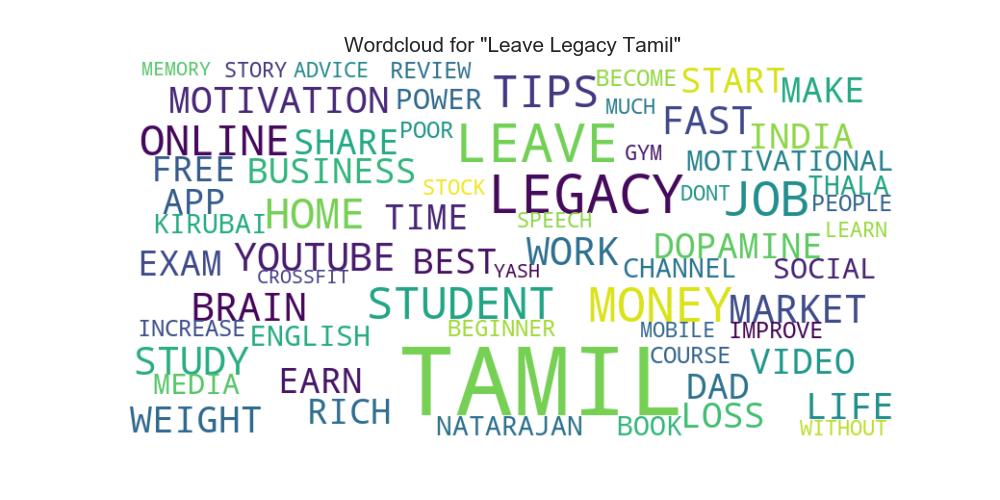 Wordcloud for "Leave Legacy Tamil"
MEMORY STORY ADVICE REVIEW TIPS BECOME START MAKE
MOTIVATION POWER MUCH FAST
ONLINE SHARE POOR LEAVE GYM INDIA
FREE BUSINESS STOCK LEGACY MOTIVATIONAL
APP DONT JOB THALA
PEOPLE
KIRUBAI HOME TIME SPEECH LEARN
EXAM YOUTUBE BEST WORK DOPAMINE
CROSSFIT YASH CHANNEL SOCIAL
BRAIN STUDENT MONEY MARKET
INCREASE ENGLISH BEGINNER MOBILE IMPROVE
STUDY TAMIL COURSE VIDEO
MEDIA EARN DAD
WEIGHT RICH NATARAJAN BOOK LOSS LIFE
WITHOUT